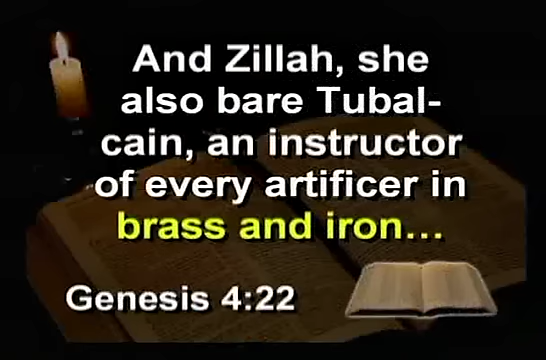 And Zillah, she
also bare Tubal-
cain, an instructor
of every artificer in
brass and iron...
Genesis 4:22